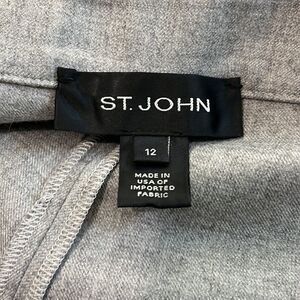 ST. JOHN
12
MADE IN
USA OF
IMPORTED
FABRIC